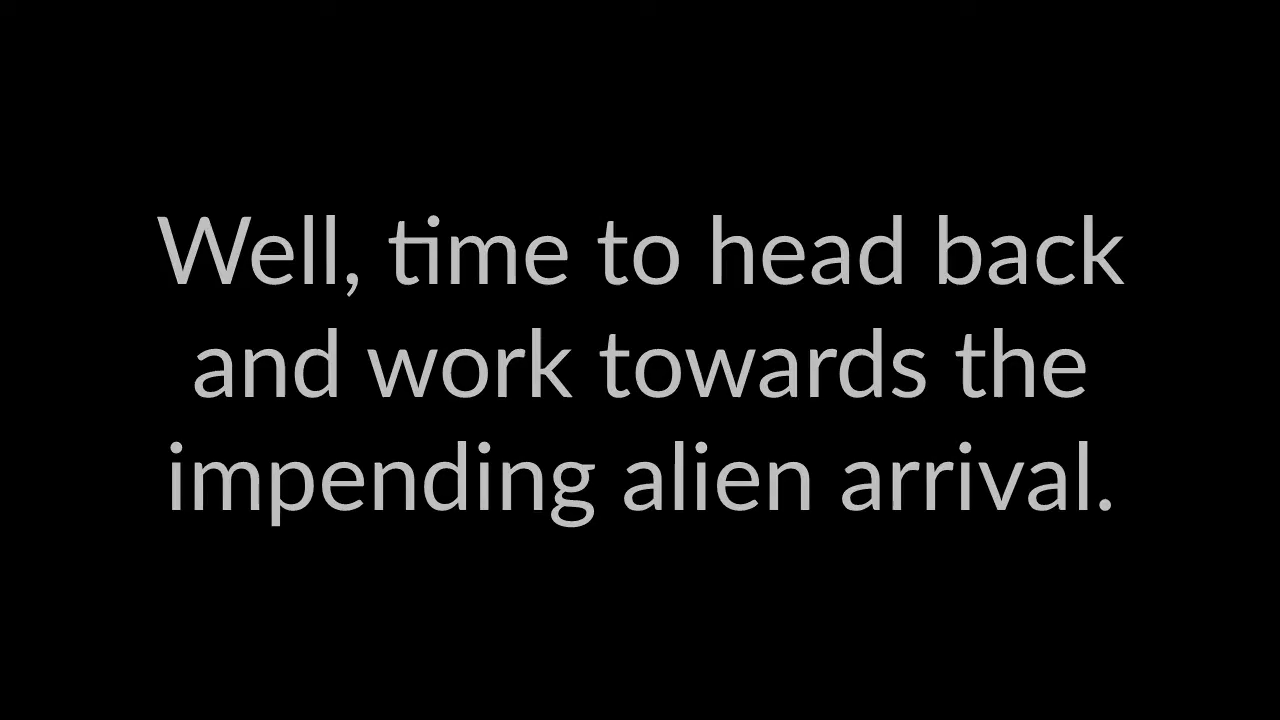 Well, time to head back
and work towards the
impending alien arrival.